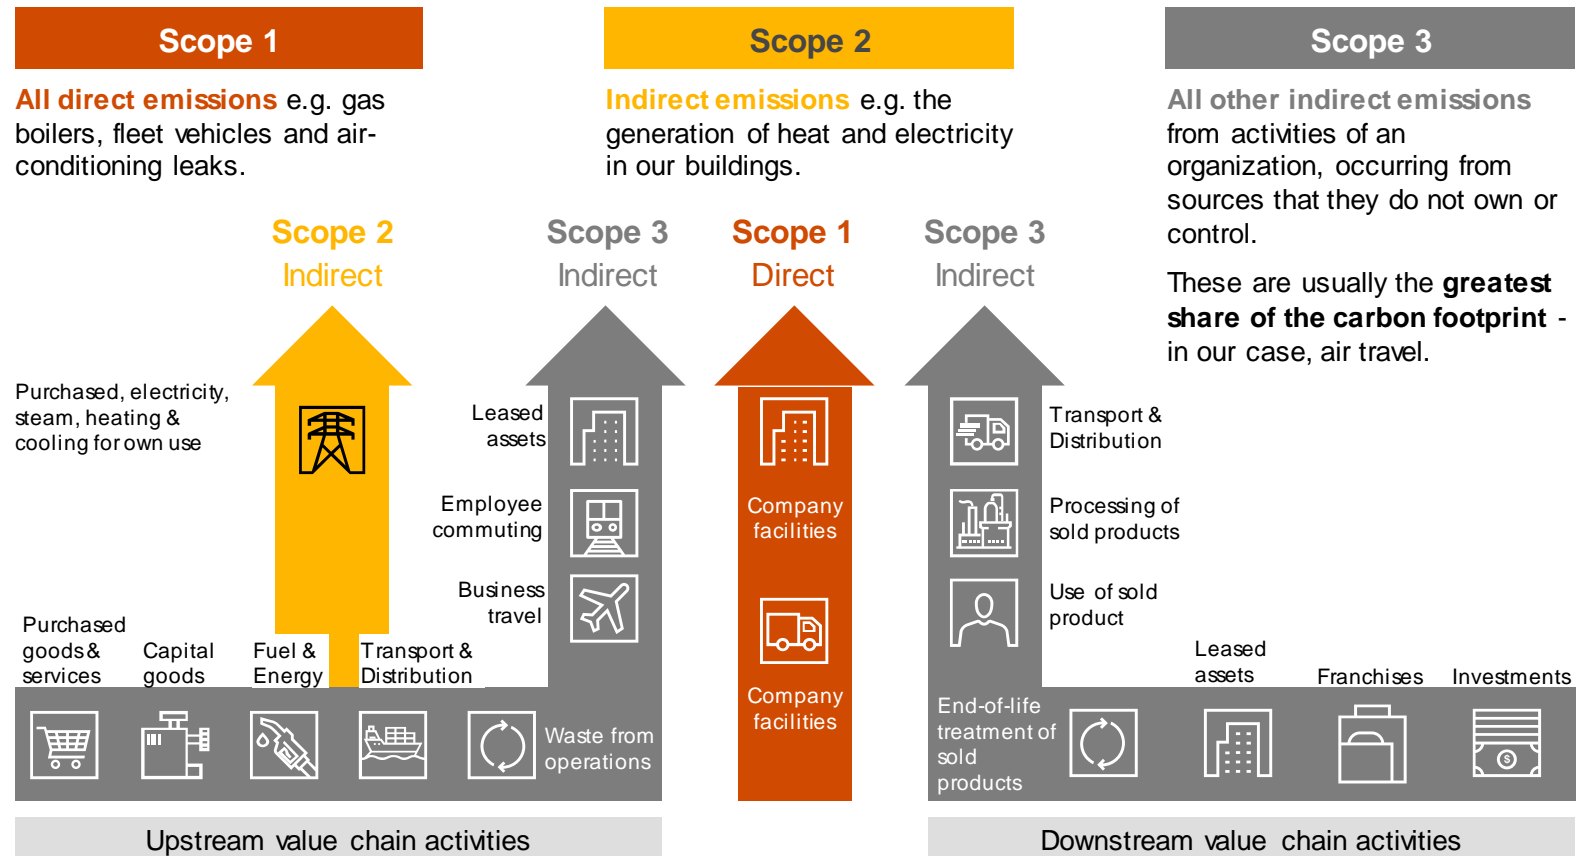 Scope 1
All direct emissions e.g. gas
boilers, fleet vehicles and air-
conditioning leaks.
Scope 2
Indirect emissions e.g. the
generation of heat and electricity
in our buildings.
Scope 3
All other indirect emissions
from activities of an
organization, occurring from
sources that they do not own or
control.
These are usually the greatest
share of the carbon footprint -
in our case, air travel.
Scope 2
Indirect
Scope 3
Indirect
Scope 1
Direct
Scope 3
Indirect
Purchased, electricity,
steam, heating &
cooling for own use
Leased
assets
Employee
commuting
Business
travel
Company
facilities
Company
facilities
Transport &
Distribution
Processing of
sold products
Use of sold
product
Purchased
goods &
services
Capital
goods
Fuel &
Energy
Transport &
Distribution
Waste from
operations
End-of-life
treatment of
sold
products
Leased
assets
Franchises
Investments
$
Upstream value chain activities
Downstream value chain activities